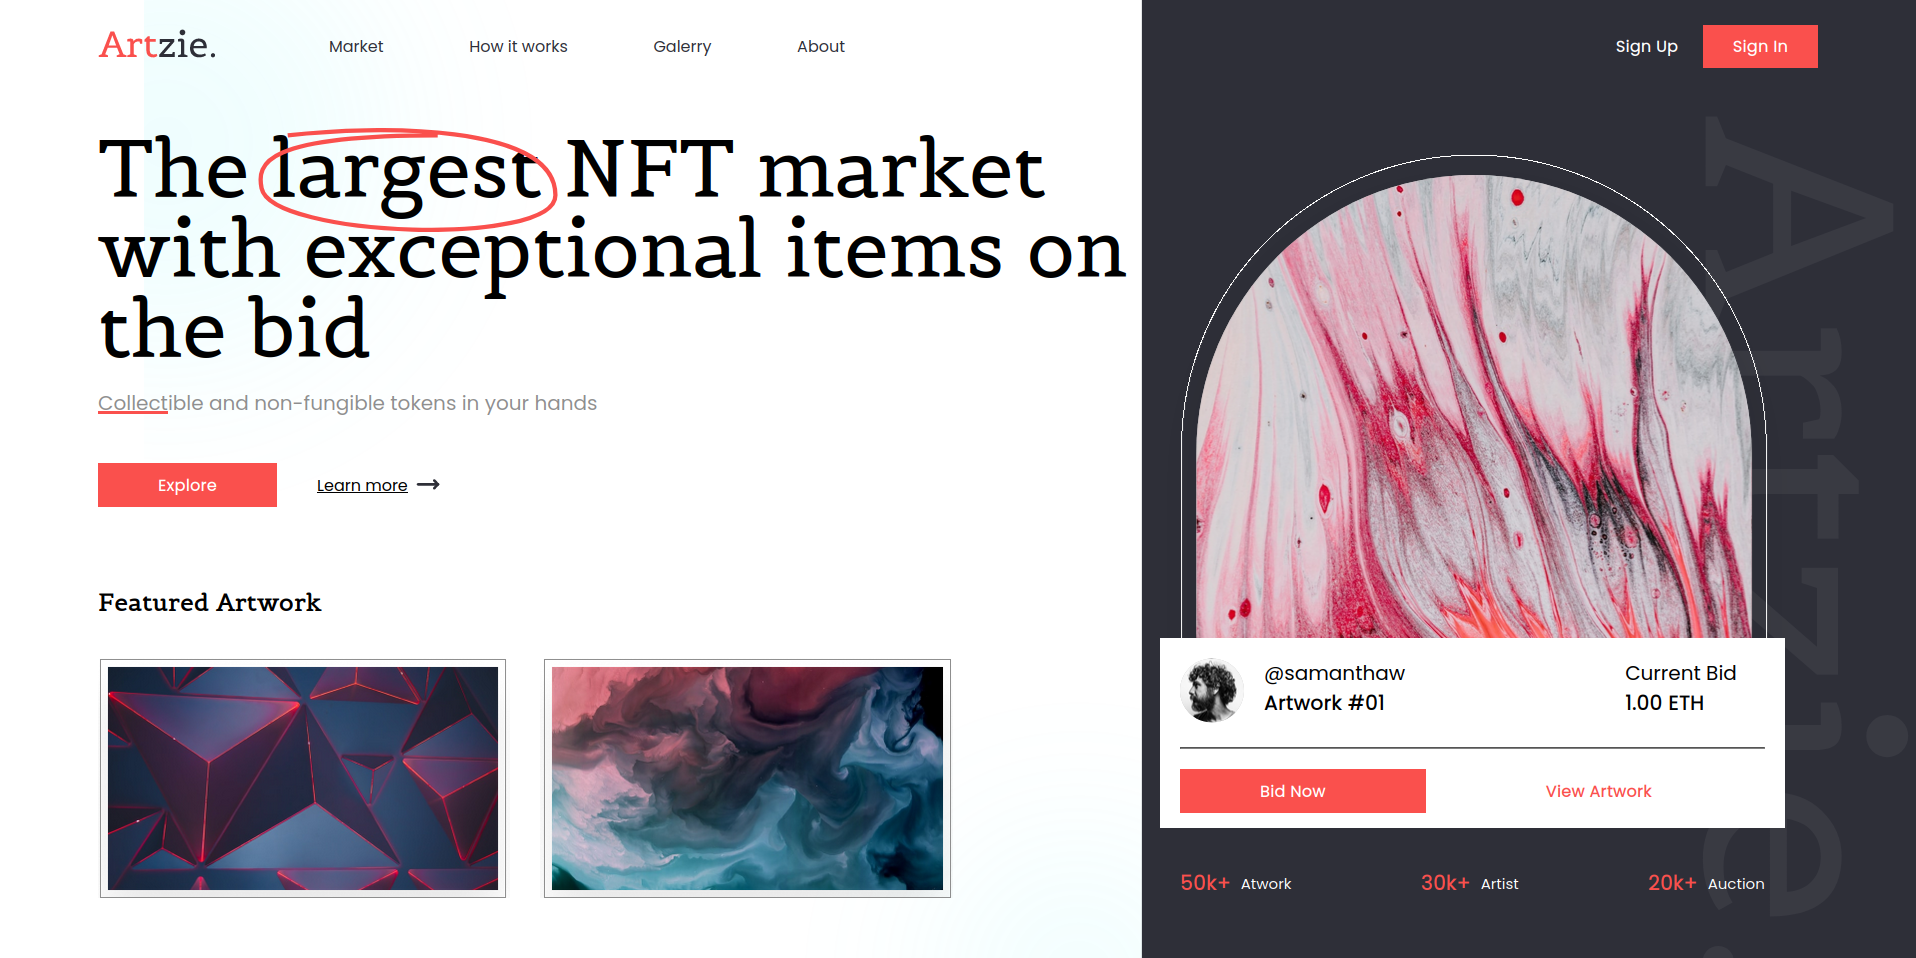 Artzie.
Market
How it works
Galerry
About
Sign Up
Sign In
The largest NFT market
with exceptional items on
the bid
Collectible and non-fungible tokens in your hands
Explore
Learn more
Featured Artwork
Artzie.
@samanthaw
Artwork #01
Current Bid
1.00 ETH
Bid Now
View Artwork
50k+ Atwork
30k+ Artist
20k+ Auction